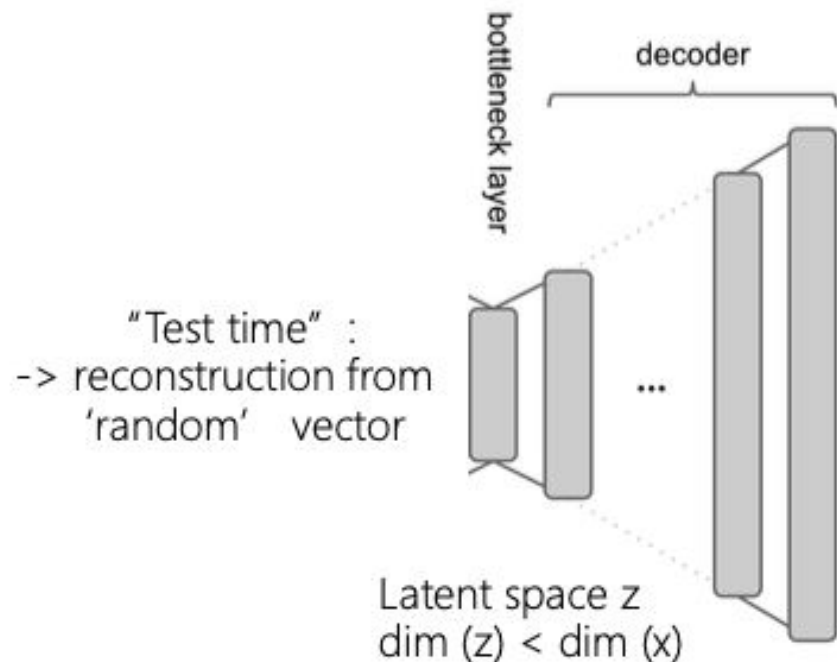 bottleneck layer
decoder
“Test time” :
-> reconstruction from
‘random’ vector
...
Latent space z
dim (z) < dim (x)